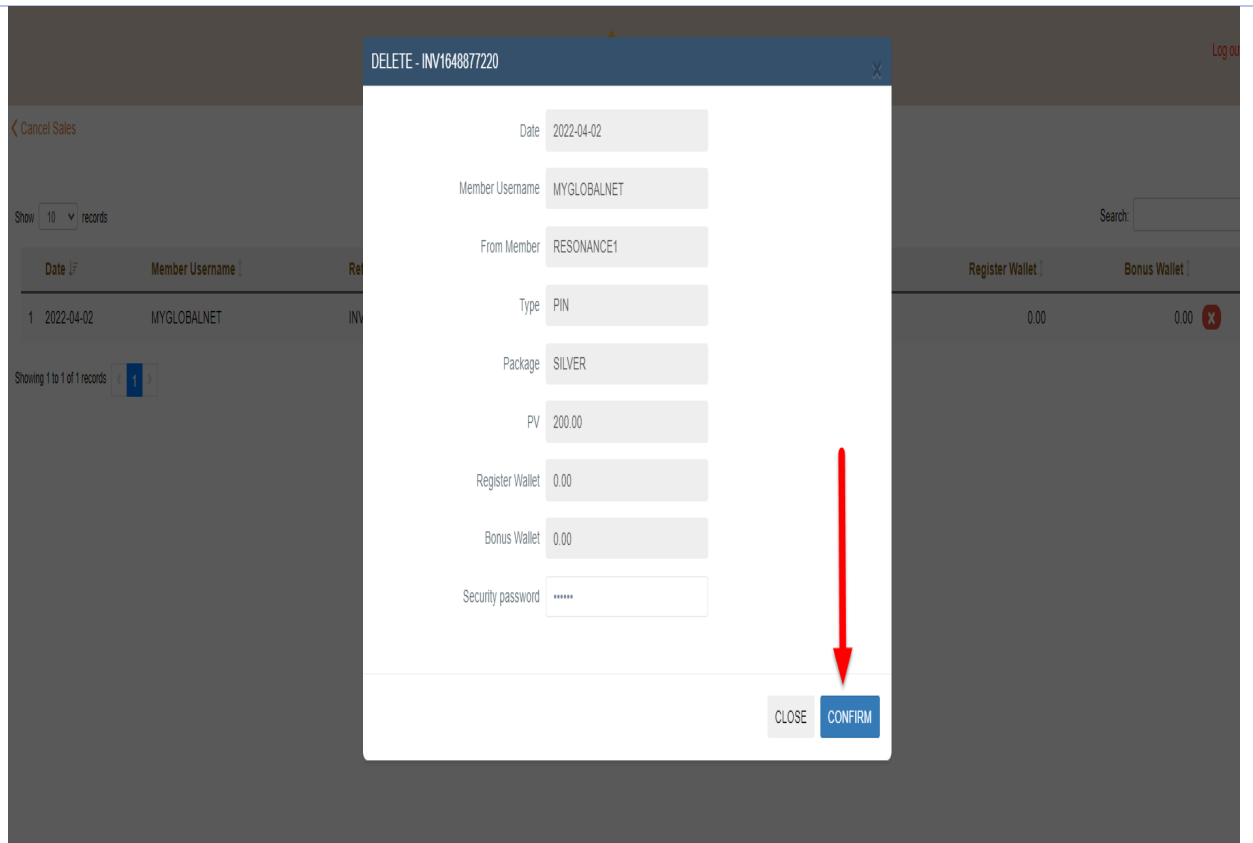 DELETE - INV1648877220
x
Log ou
Cancel Sales
Date 2022-04-02
Member Username MYGLOBALNET
From Member RESONANCE1
Type PIN
Package SILVER
PV 200.00
Register Wallet 0.00
Bonus Wallet 0.00
Security password ••••••
CLOSE CONFIRM
Show 10 records
Search:
Date Member Username Ref Register Wallet Bonus Wallet
1 2022-04-02 MYGLOBALNET INV 0.00 0.00 x
Showing 1 to 1 of 1 records 1